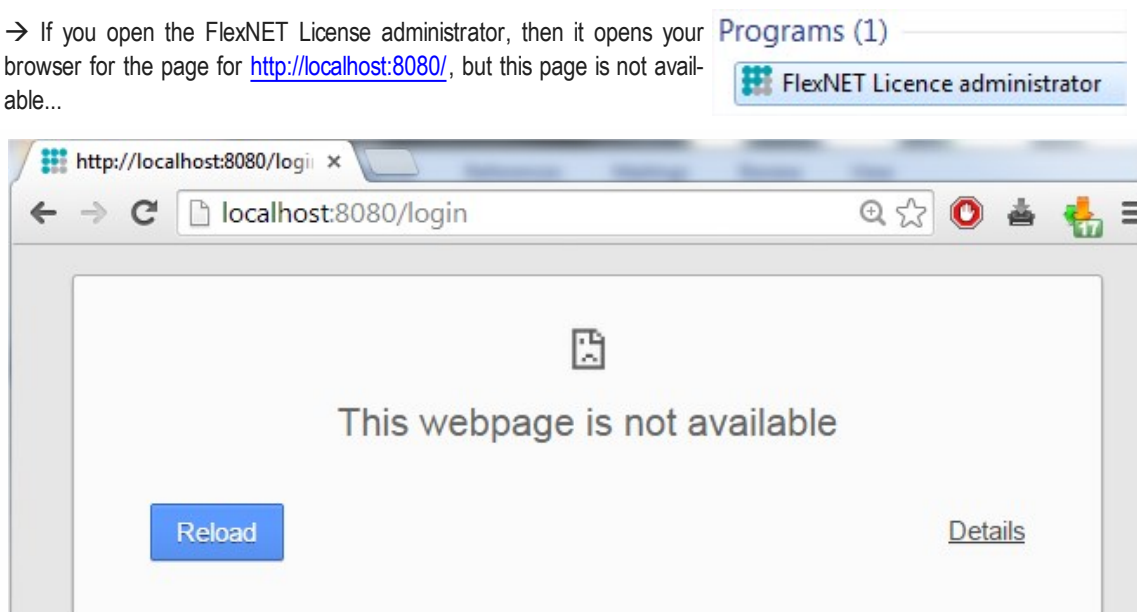 → If you open the FlexNET License administrator, then it opens your
browser for the page for http://localhost:8080/, but this page is not avail-
able...
Programs (1)
FlexNET Licence administrator
http://localhost:8080/logi
localhost:8080/login
17
This webpage is not available
Reload
Details